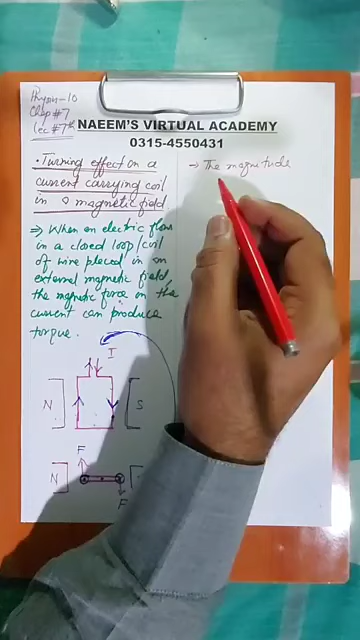 Physics-10
Chap # 7
Lec # 7th
NAEEM'S VIRTUAL ACADEMY
0315-4550431
• Turning effect on a
current carrying coil
in a magnetic field.
⇒ When an electric flow
in a closed loop/coil
of wire placed in an
external magnetic field,
the magnetic force on the
current can produce
torque.
→ The magnitude
I
N
S
F
N
F